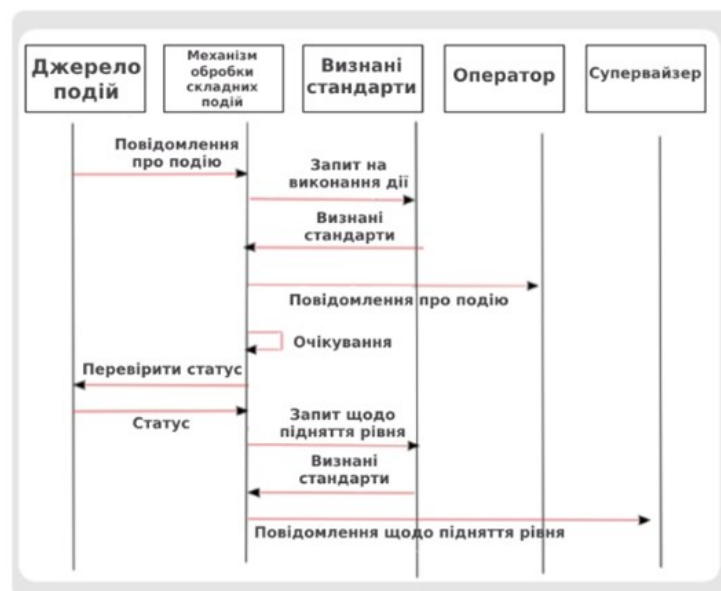 Джерело
подій
Механізм
обробки
складних
подій
Визнані
стандарти
Оператор
Супервайзер
Повідомлення
про подію
Запит на
виконання дії
Визнані
стандарти
Повідомлення про подію
Очікування
Перевірити статус
Статус
Запит щодо
підняття рівня
Визнані
стандарти
Повідомлення щодо підняття рівня